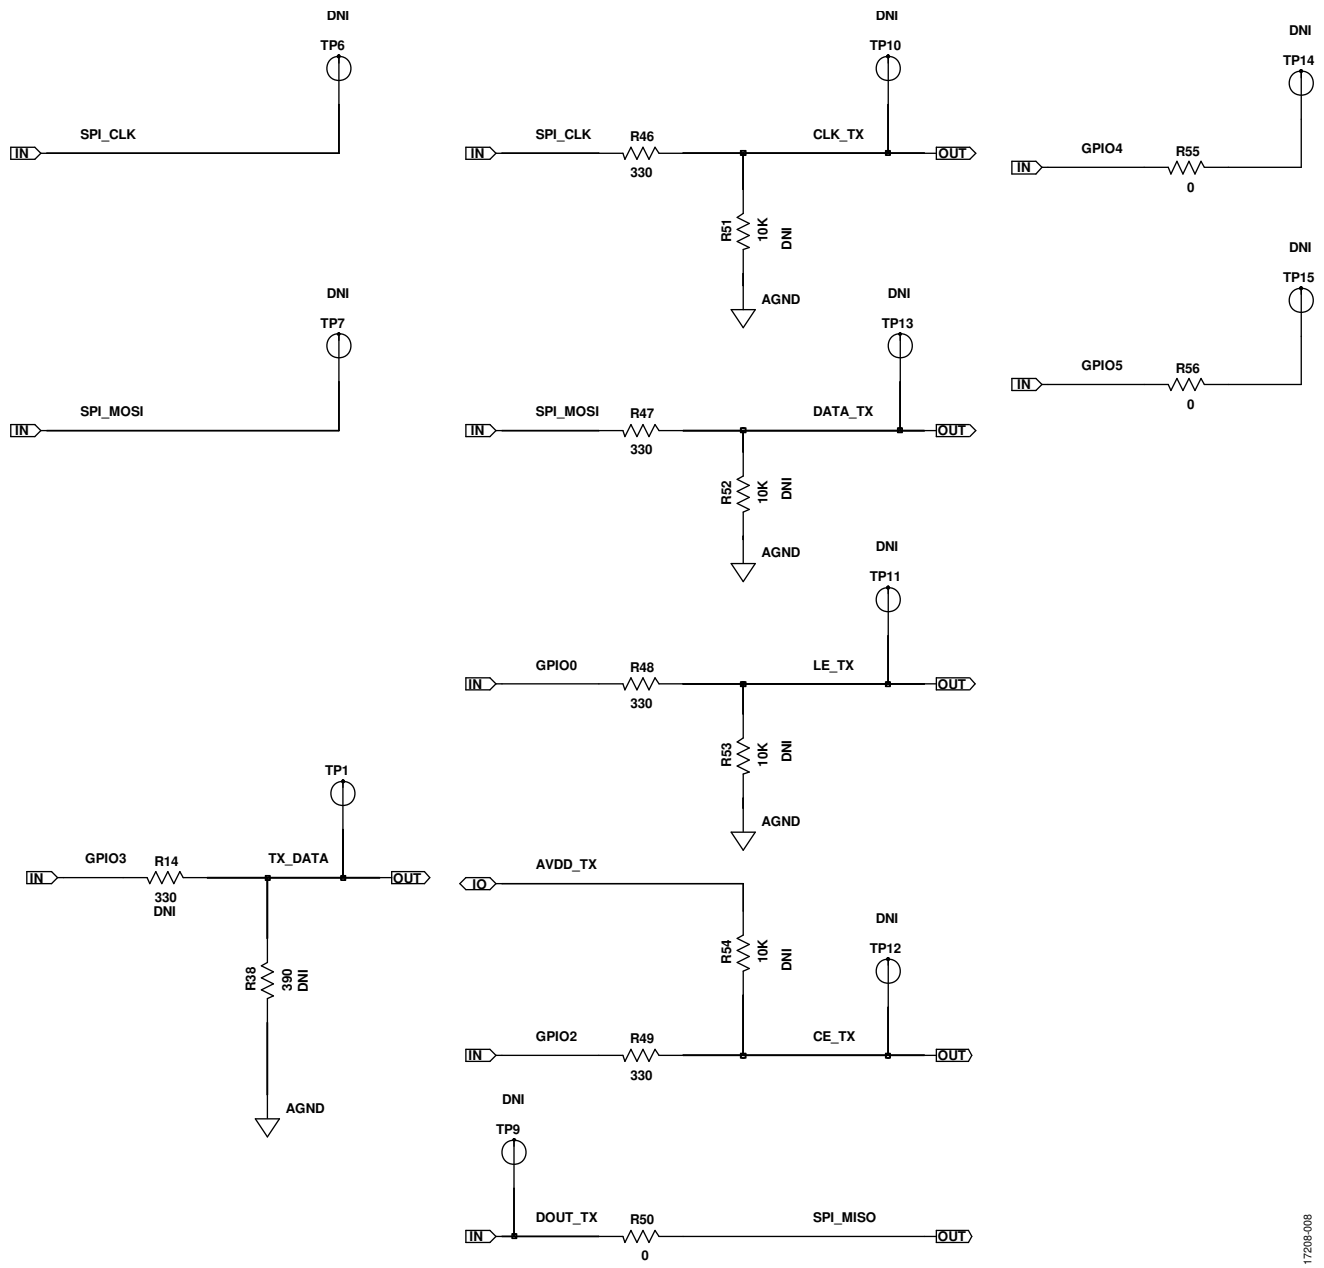 DNI
TP6
SPI_CLK
IN
DNI
TP10
SPI_CLK
R46
CLK_TX
IN
OUT
330
R51
10K
DNI
AGND
DNI
TP14
GPIO4
R55
IN
0
DNI
TP7
SPI_MOSI
IN
DNI
TP13
SPI_MOSI
R47
DATA_TX
IN
OUT
330
R52
10K
DNI
AGND
DNI
TP15
GPIO5
R56
IN
0
DNI
TP11
GPIO0
R48
LE_TX
IN
OUT
330
R53
10K
DNI
AGND
TP1
GPIO3
R14
TX_DATA
IN
OUT
330
DNI
R38
390
DNI
AGND
AVDD_TX
IO
R54
10K
DNI
DNI
TP12
GPIO2
R49
CE_TX
IN
OUT
330
DNI
TP9
DOUT_TX
R50
SPI_MISO
IN
OUT
0
17208-008